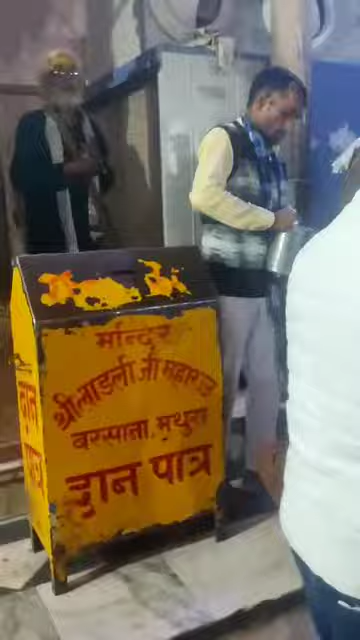 मन्दिर
श्री लाडली जी महाराज
बरसाना, मथुरा
दान पात्र
दान
पात्र